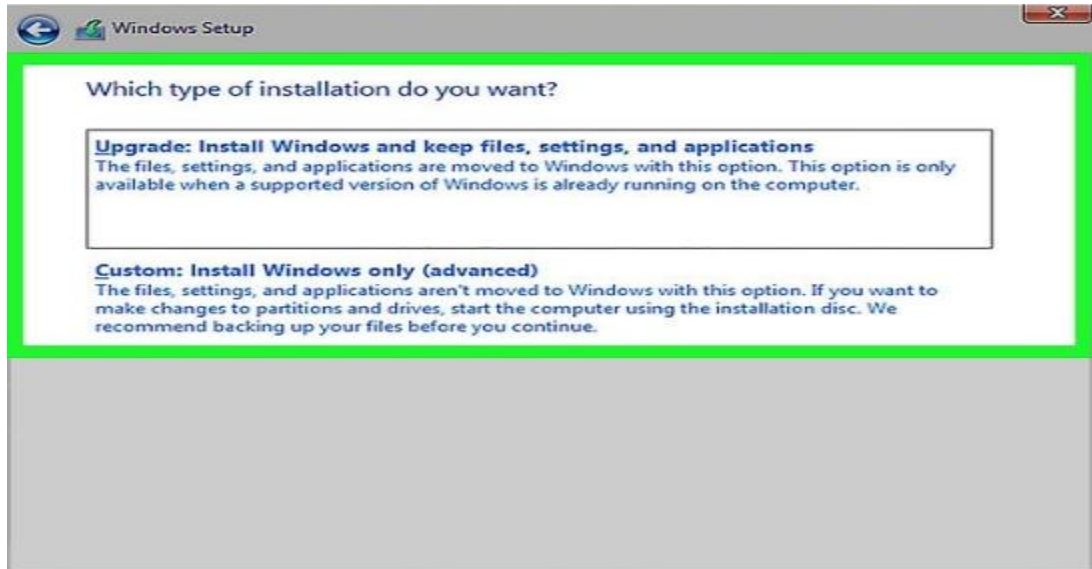 Windows Setup
Which type of installation do you want?
Upgrade: Install Windows and keep files, settings, and applications
The files, settings, and applications are moved to Windows with this option. This option is only
available when a supported version of Windows is already running on the computer.
Custom: Install Windows only (advanced)
The files, settings, and applications aren't moved to Windows with this option. If you want to
make changes to partitions and drives, start the computer using the installation disc. We
recommend backing up your files before you continue.